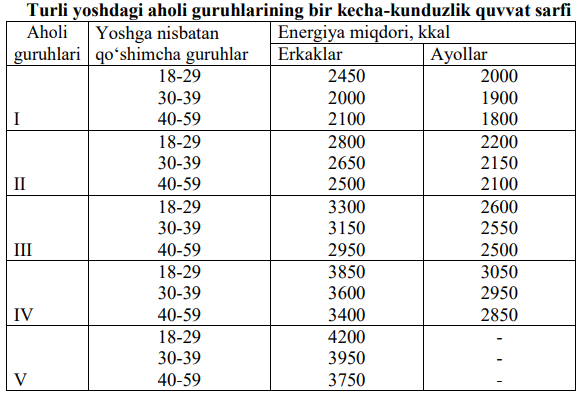 Turli yoshdagi aholi guruhlarining bir kecha-kunduzlik quvvat sarfi
Aholi guruhlari Yoshga nisbatan qo‘shimcha guruhlar Energiya miqdori, kkal
Erkaklar Ayollar
18-29 2450 2000
30-39 2000 1900
I 40-59 2100 1800
18-29 2800 2200
30-39 2650 2150
II 40-59 2500 2100
18-29 3300 2600
30-39 3150 2550
III 40-59 2950 2500
18-29 3850 3050
30-39 3600 2950
IV 40-59 3400 2850
18-29 4200 -
30-39 3950 -
V 40-59 3750 -